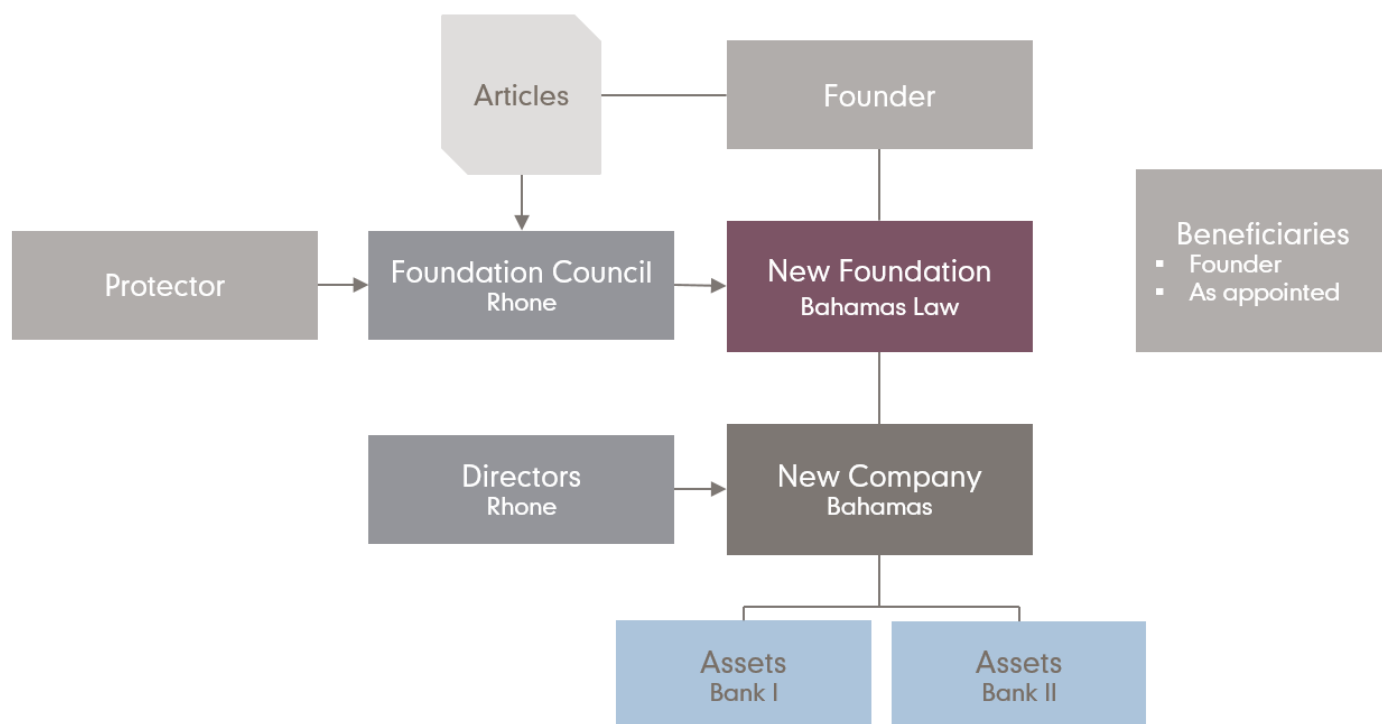 Articles
Founder
Beneficiaries
▪ Founder
▪ As appointed
Protector
Foundation Council
Rhone
New Foundation
Bahamas Law
Directors
Rhone
New Company
Bahamas
Assets
Bank I
Assets
Bank II